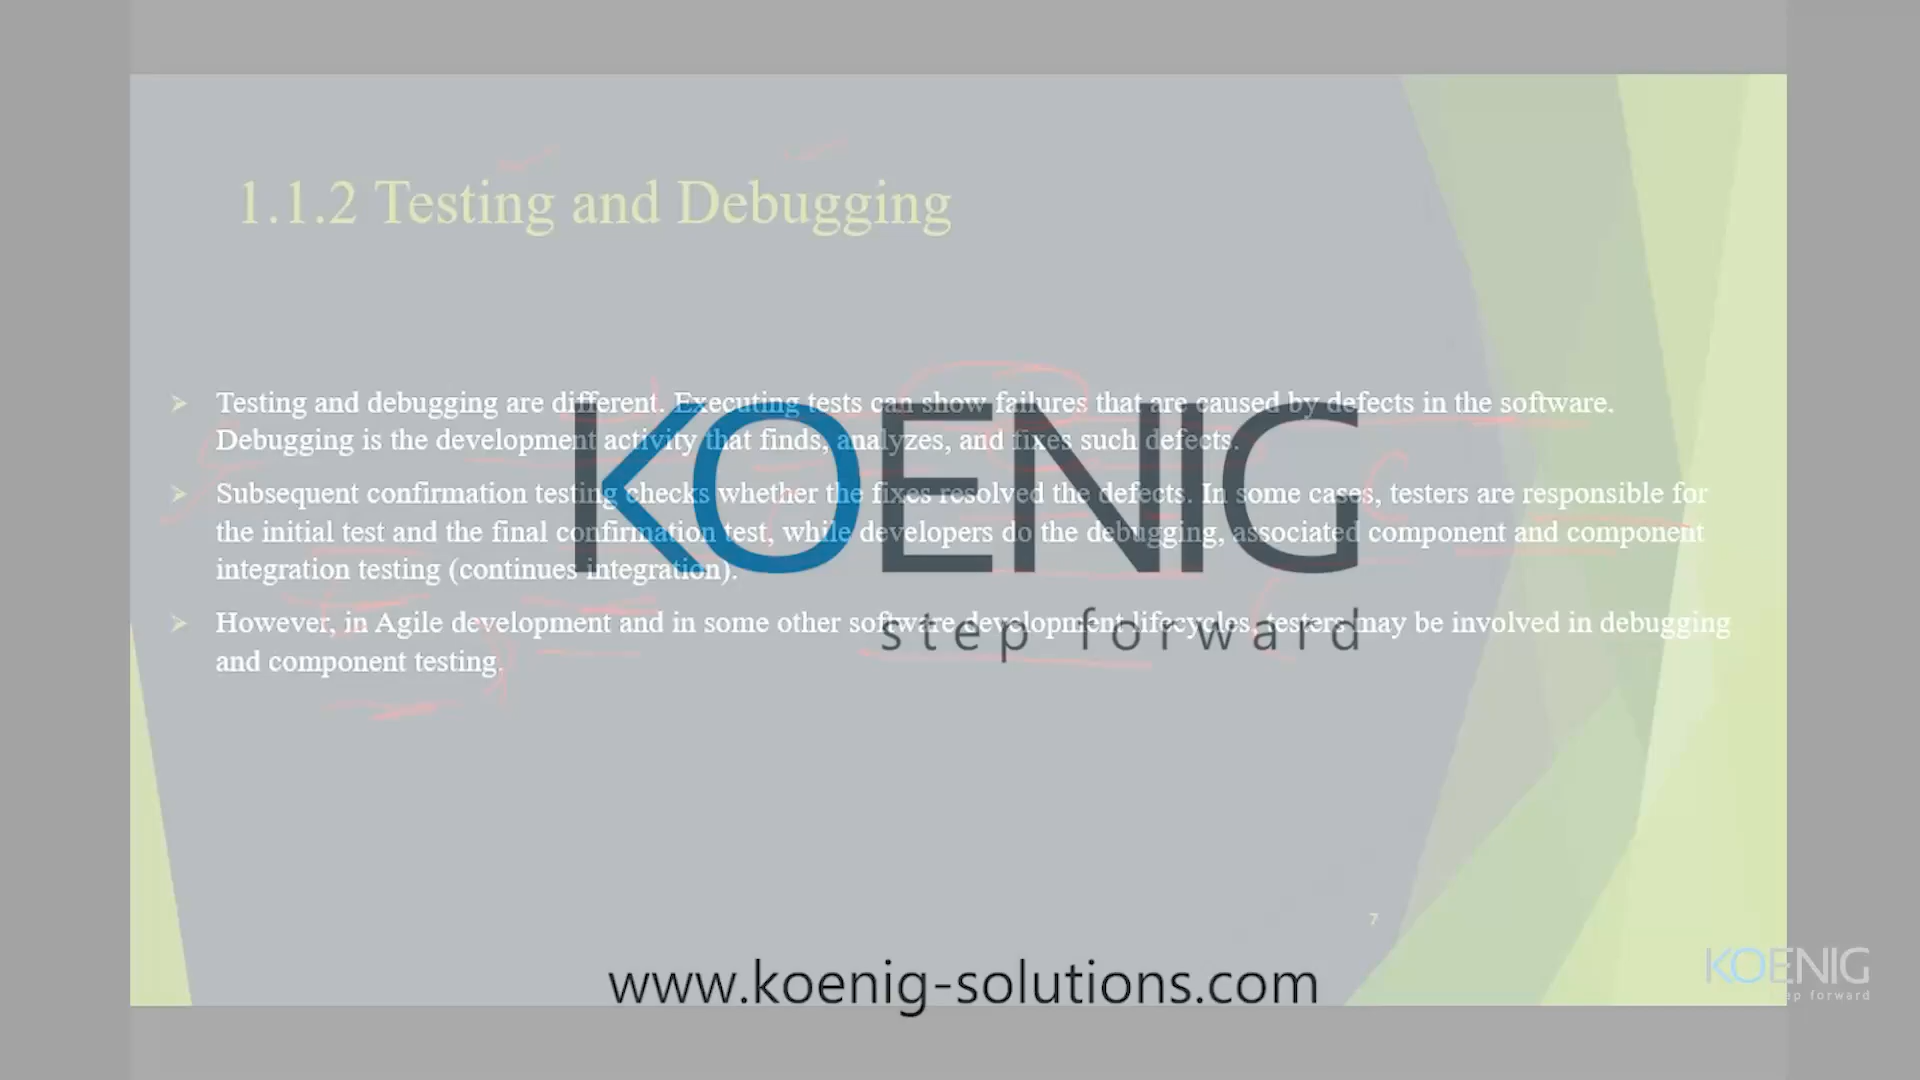 1.1.2 Testing and Debugging
Testing and debugging are different. Executing tests can show failures that are caused by defects in the software.
Debugging is the development activity that finds, analyzes, and fixes such defects.
Subsequent confirmation testing checks whether the fixes resolved the defects. In some cases, testers are responsible for
the initial test and the final confirmation test, while developers do the debugging, associated component and component
integration testing (continues integration).
However, in Agile development and in some other software development lifecycles, testers may be involved in debugging
and component testing.
KOENIG
step forward
7
www.koenig-solutions.com
KOENIG
ep forward